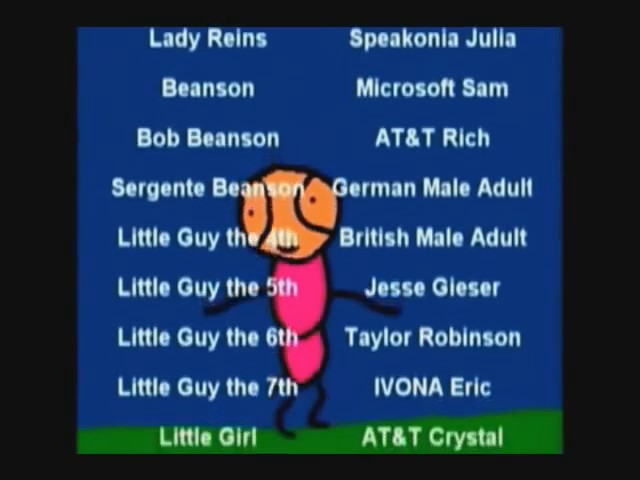 Lady Reins Speakonia Julia
Beanson Microsoft Sam
Bob Beanson AT&T Rich
Sergente Beanson German Male Adult
Little Guy the 4th British Male Adult
Little Guy the 5th Jesse Gieser
Little Guy the 6th Taylor Robinson
Little Guy the 7th IVONA Eric
Little Girl AT&T Crystal